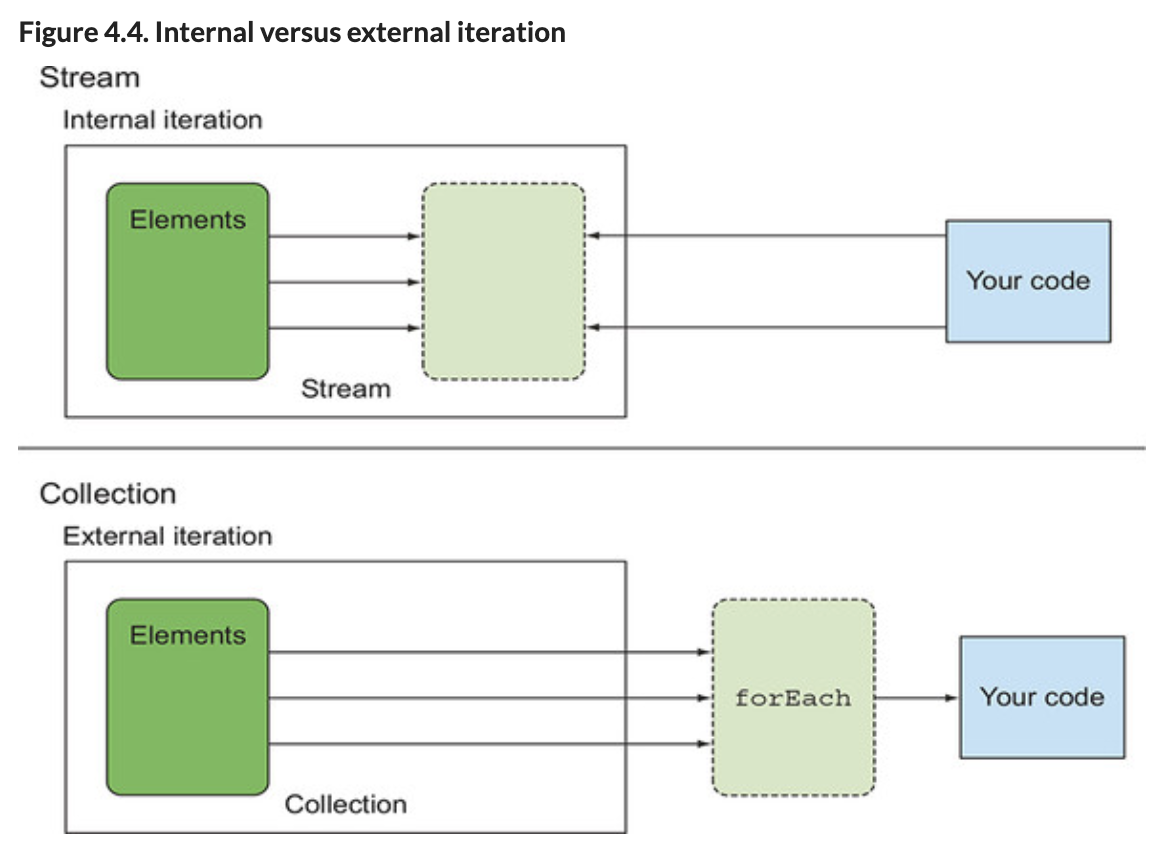 Figure 4.4. Internal versus external iteration
Stream
Internal iteration
Elements
Your code
Stream
Collection
External iteration
Elements
forEach
Your code
Collection